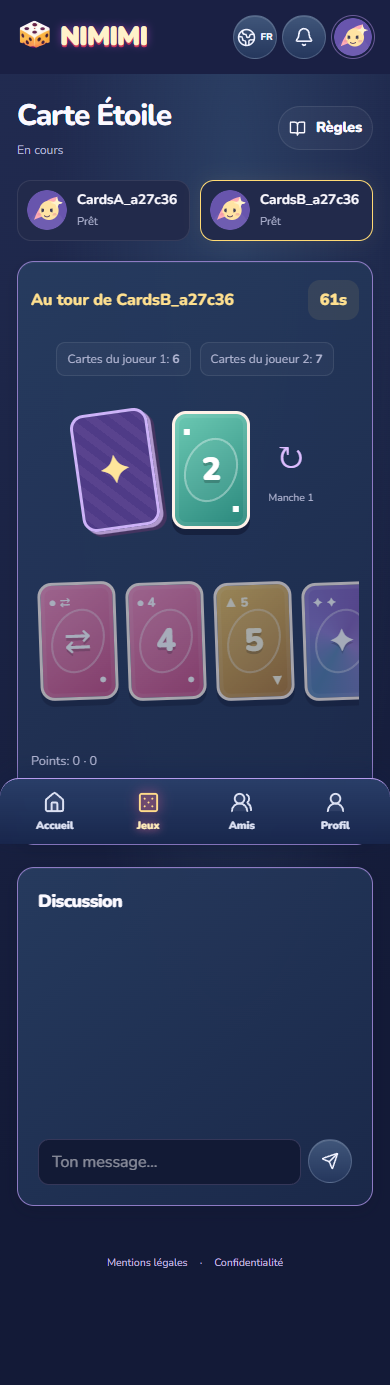 NIMIMI
FR
Carte Étoile
En cours
Règles
CardsA_a27c36
Prêt
CardsB_a27c36
Prêt
Au tour de CardsB_a27c36
61s
Cartes du joueur 1: 6
Cartes du joueur 2: 7
2
Manche 1
4
4
5
5
Points: 0 · 0
Accueil
Jeux
Amis
Profil
Discussion
Ton message...
Mentions légales · Confidentialité